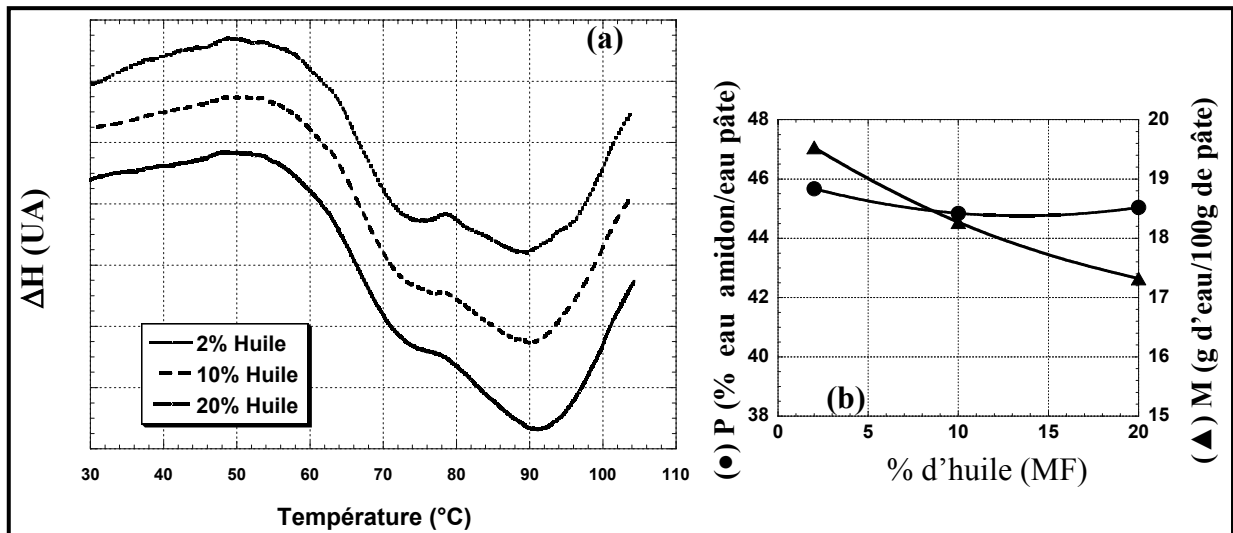 (a)
ΔH (UA)
2% Huile
10% Huile
20% Huile
30 40 50 60 70 80 90 100 110
Température (°C)
(●) P (% eau amidon/eau pâte)
48
46
44
42
40
38
(b)
0 5 10 15 20
% d'huile (MF)
20
19
18
17
16
15
(▲) M (g d'eau/100g de pâte)